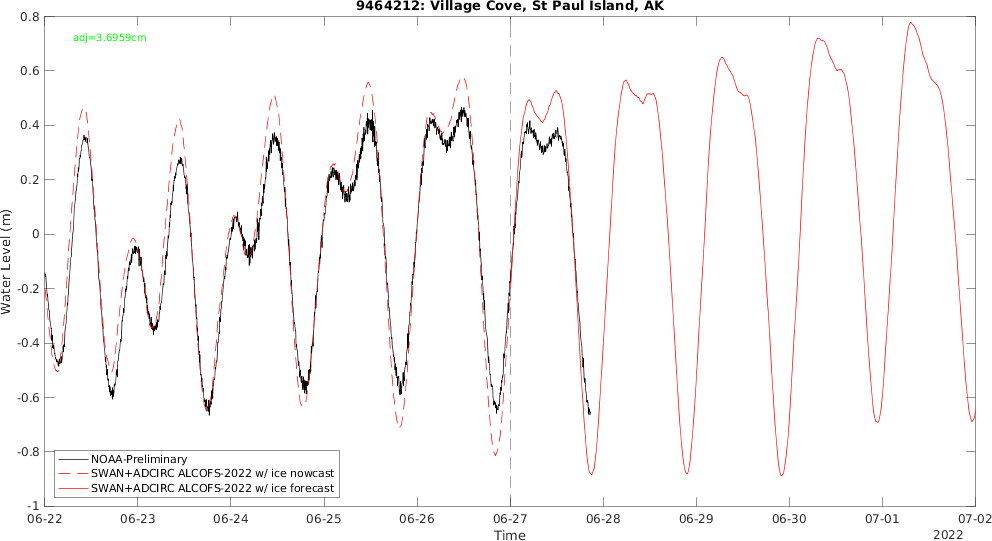 9464212: Village Cove, St Paul Island, AK
adj=3.6959cm
0.8
0.6
0.4
0.2
0
-0.2
-0.4
-0.6
-0.8
-1
Water Level (m)
NOAA-Preliminary
SWAN+ADCIRC ALCOFS-2022 w/ ice nowcast
SWAN+ADCIRC ALCOFS-2022 w/ ice forecast
06-22 06-23 06-24 06-25 06-26 06-27 06-28 06-29 06-30 07-01 07-02
Time
2022